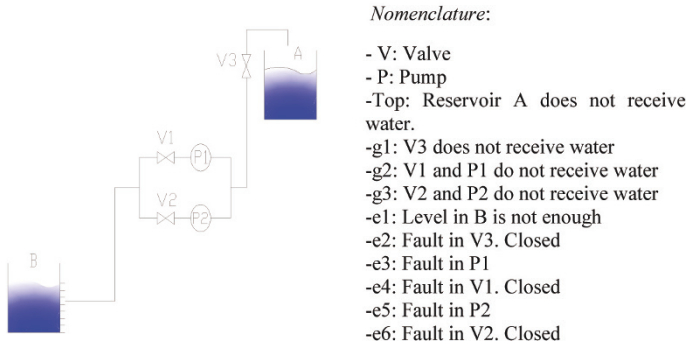 V3
A
V1
P1
V2
P2
B
Nomenclature:
- V: Valve
- P: Pump
-Top: Reservoir A does not receive
water.
-g1: V3 does not receive water
-g2: V1 and P1 do not receive water
-g3: V2 and P2 do not receive water
-e1: Level in B is not enough
-e2: Fault in V3. Closed
-e3: Fault in P1
-e4: Fault in V1. Closed
-e5: Fault in P2
-e6: Fault in V2. Closed